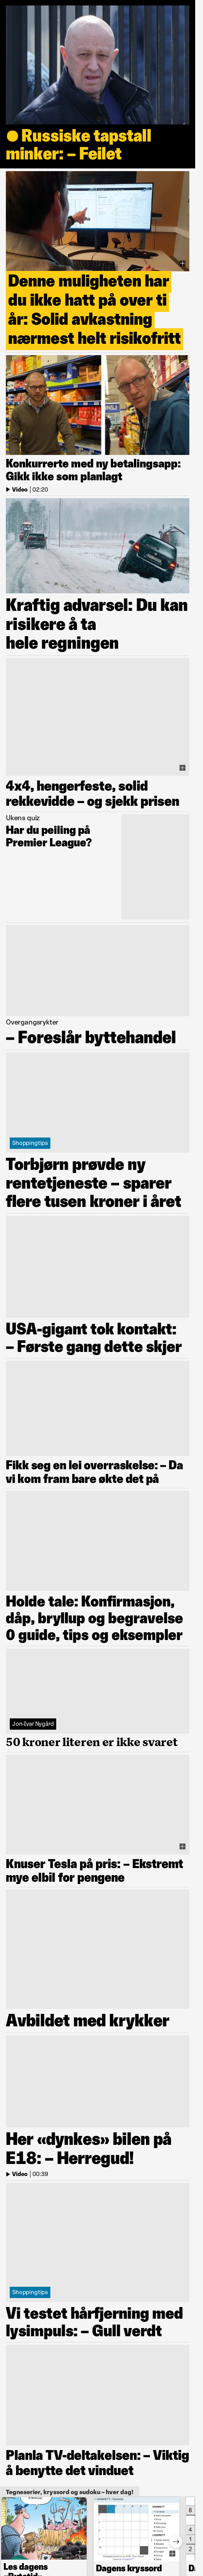 Russiske tapstall
minker: – Feilet
Denne muligheten har
du ikke hatt på over ti
år: Solid avkastning
nærmest helt risikofritt
Konkurrerte med ny betalingsapp:
Gikk ikke som planlagt
Video | 02:20
Kraftig advarsel: Du kan
risikere å ta
hele regningen
4x4, hengerfeste, solid
rekkevidde – og sjekk prisen
Ukens quiz
Har du peiling på
Premier League?
Overgangsrykter
– Foreslår byttehandel
Shoppingtips
Torbjørn prøvde ny
rentetjeneste – sparer
flere tusen kroner i året
USA-gigant tok kontakt:
– Første gang dette skjer
Fikk seg en lei overraskelse: – Da
vi kom fram bare økte det på
Holde tale: Konfirmasjon,
dåp, bryllup og begravelse
0 guide, tips og eksempler
Jon-Ivar Nygård
50 kroner literen er ikke svaret
Knuser Tesla på pris: – Ekstremt
mye elbil for pengene
Avbildet med krykker
Her «dynkes» bilen på
E18: – Herregud!
Video | 00:39
Shoppingtips
Vi testet hårfjerning med
lysimpuls: – Gull verdt
Planla TV-deltakelsen: – Viktig
å benytte det vinduet
Tegneserier, kryssord og sudoku – hver dag!
Les dagens
Dagens kryssord